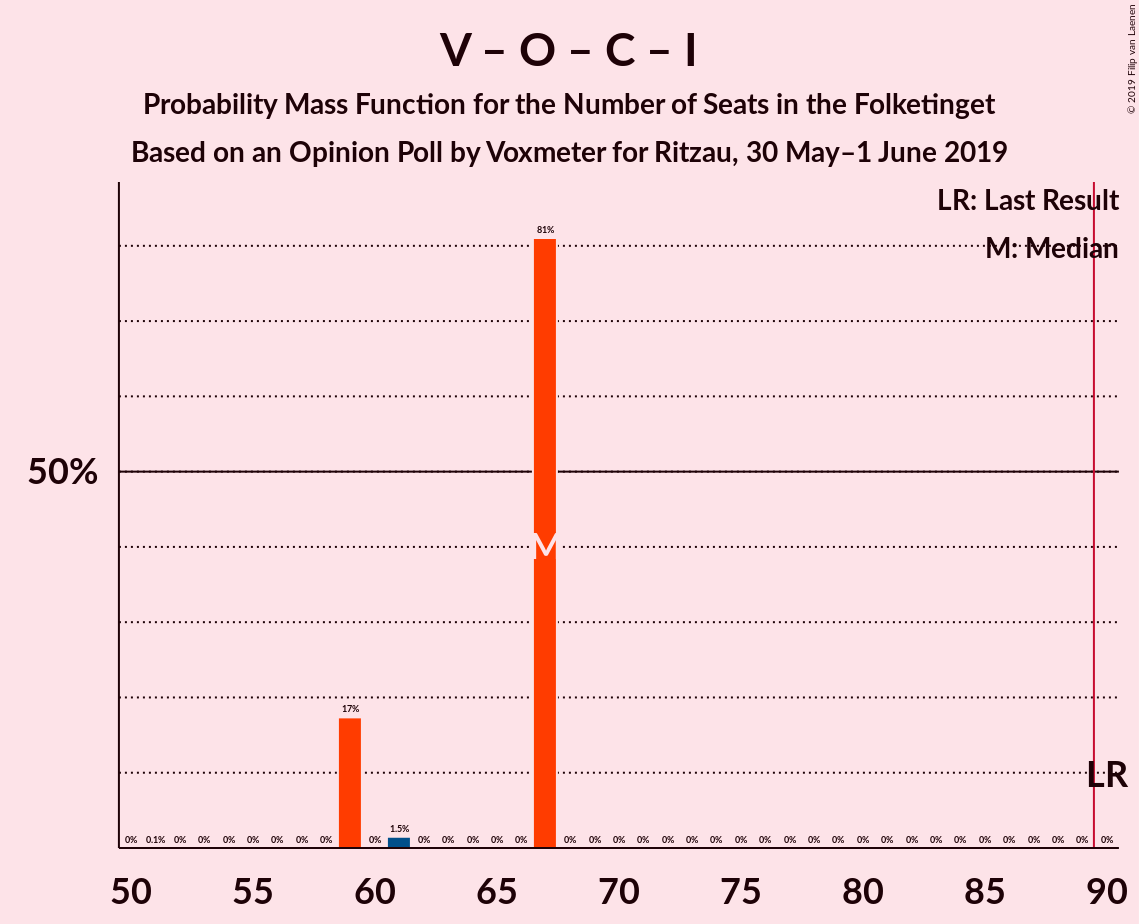 V – O – C – I
Probability Mass Function for the Number of Seats in the Folketinget
Based on an Opinion Poll by Voxmeter for Ritzau, 30 May–1 June 2019
© 2019 Filip van Laenen
LR: Last Result
M: Median
81%
50%
M
17%
LR
1.5%
0% 0.1% 0% 0% 0% 0% 0% 0% 0% 0% 0% 0% 0% 0% 0% 0% 0% 0% 0% 0% 0% 0% 0% 0% 0% 0% 0% 0% 0% 0% 0% 0% 0% 0% 0% 0% 0% 0%
50 55 60 65 70 75 80 85 90